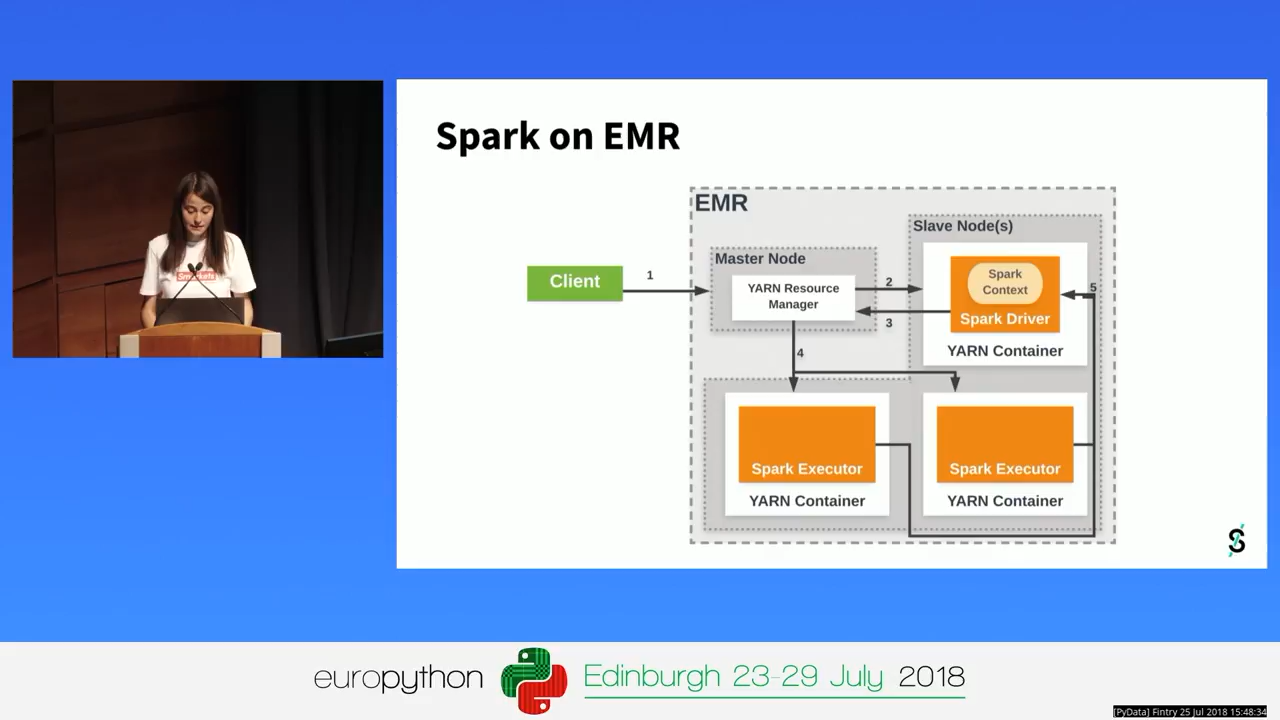 Spark on EMR
EMR
Slave Node(s)
Master Node
Client
1
YARN Resource
Manager
2
3
Spark
Context
Spark Driver
5
YARN Container
4
Spark Executor
YARN Container
Spark Executor
YARN Container
Smarkets
S
europython
Edinburgh 23-29 July 2018
[PyData] Fintry 25 Jul 2018 15:48:34